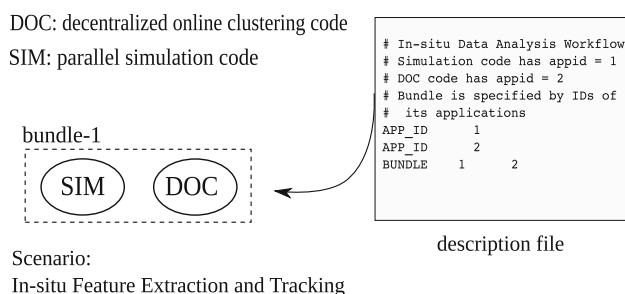 DOC: decentralized online clustering code
SIM: parallel simulation code
# In-situ Data Analysis Workflow
# Simulation code has appid = 1
# DOC code has appid = 2
# Bundle is specified by IDs of
# its applications
APP_ID 1
APP_ID 2
BUNDLE 1 2
bundle-1
SIM DOC
description file
Scenario:
In-situ Feature Extraction and Tracking